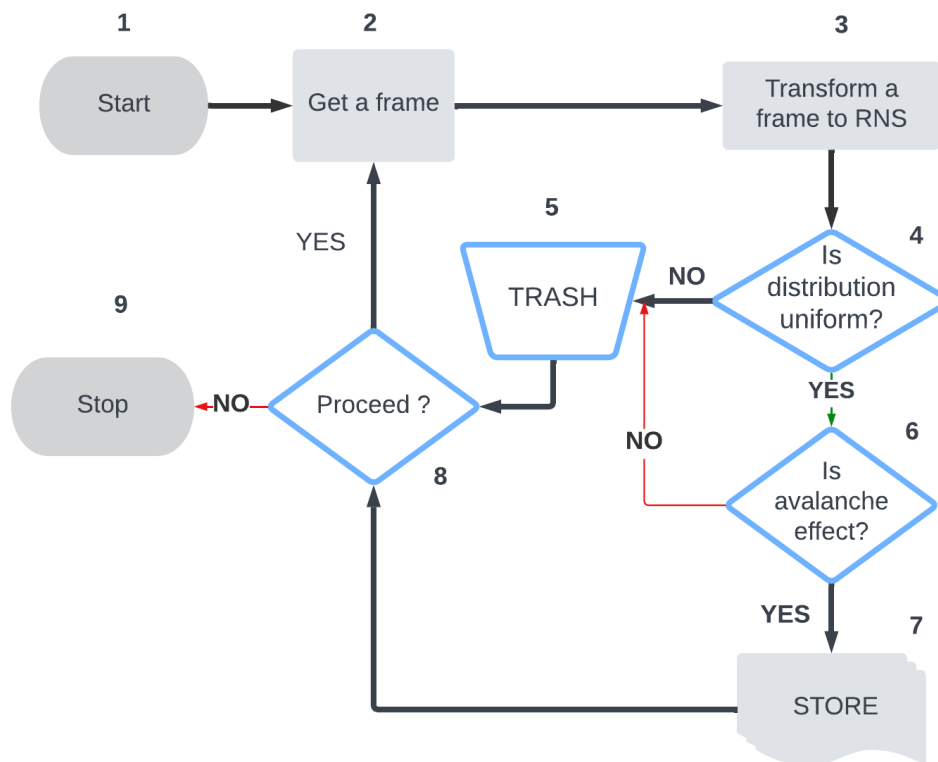 1
2
3
Start
Get a frame
Transform a
frame to RNS
YES
5
4
NO
Is
distribution
uniform?
TRASH
9
Stop
NO
Proceed ?
8
YES
6
NO
Is
avalanche
effect?
YES
7
STORE